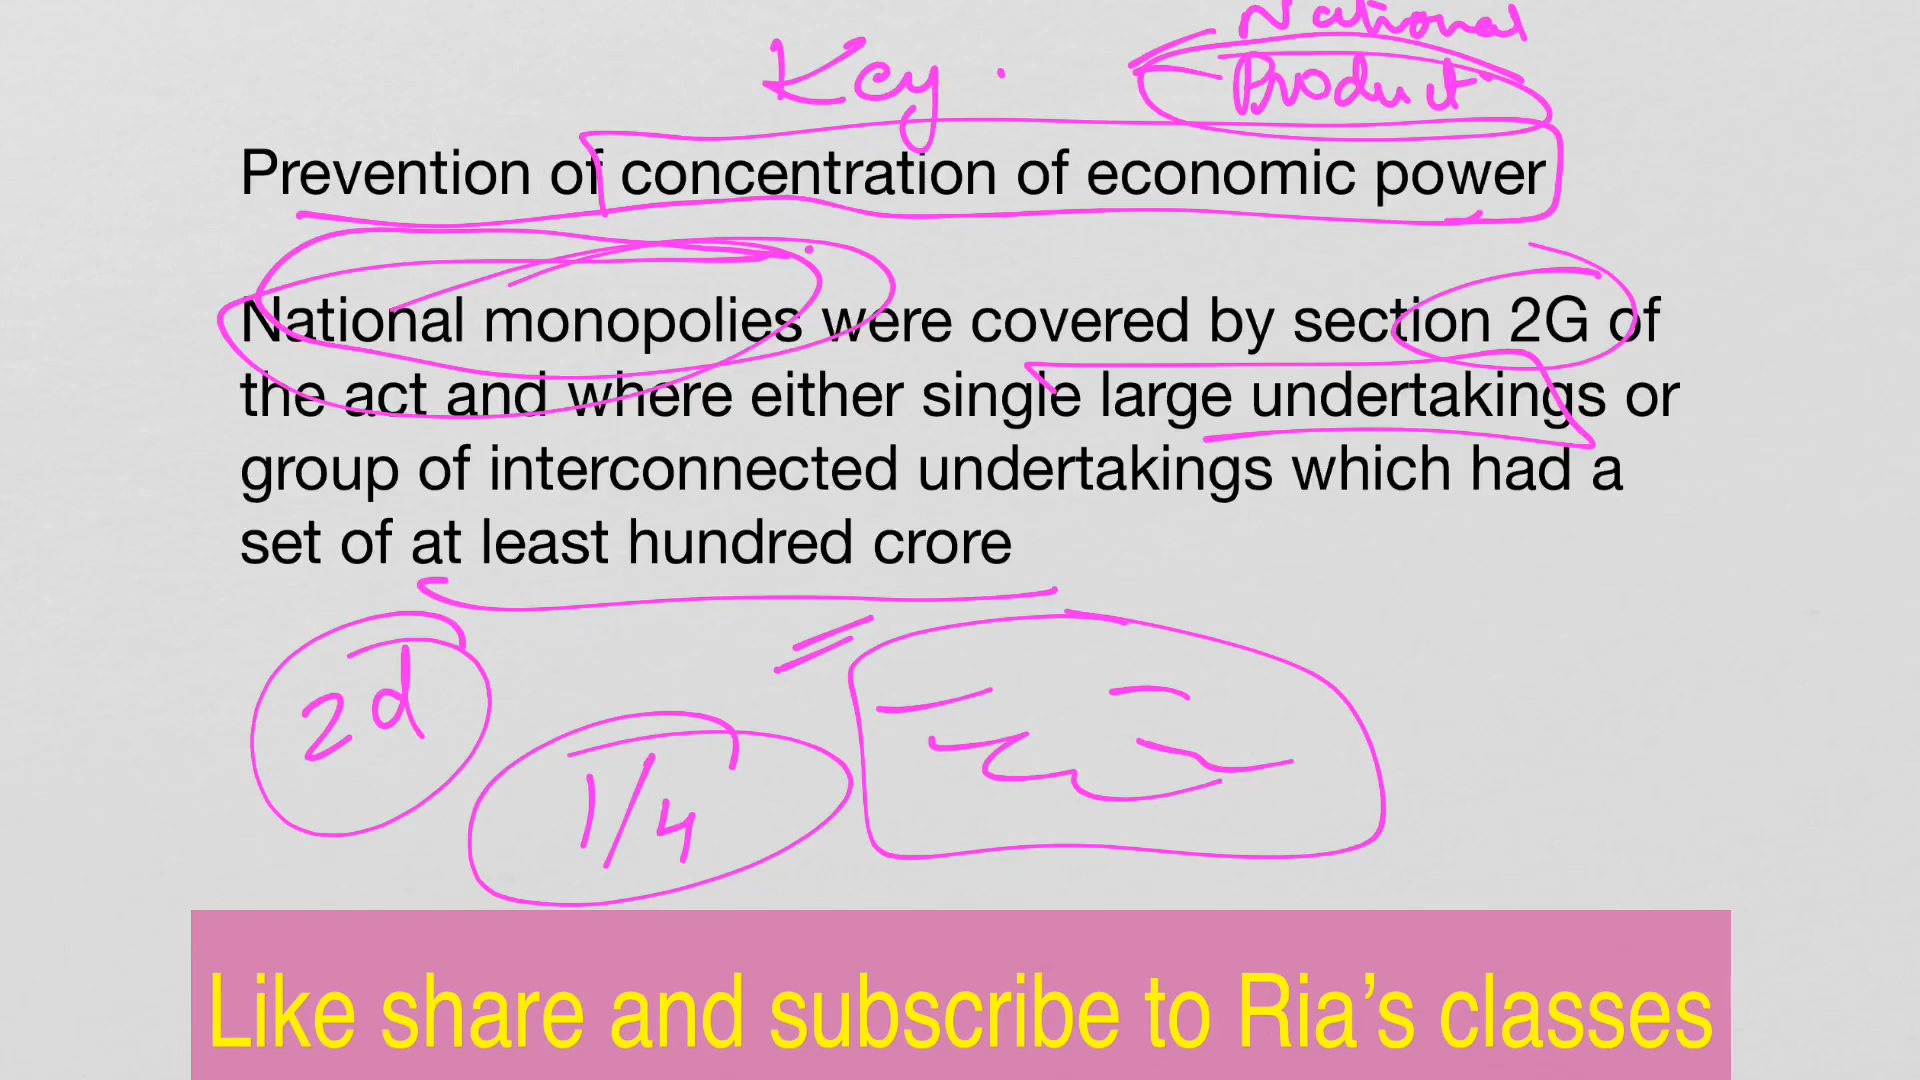 National
Key . Product
Prevention of concentration of economic power
National monopolies were covered by section 2G of
the act and where either single large undertakings or
group of interconnected undertakings which had a
set of at least hundred crore
2d
1/4
Like share and subscribe to Ria’s classes